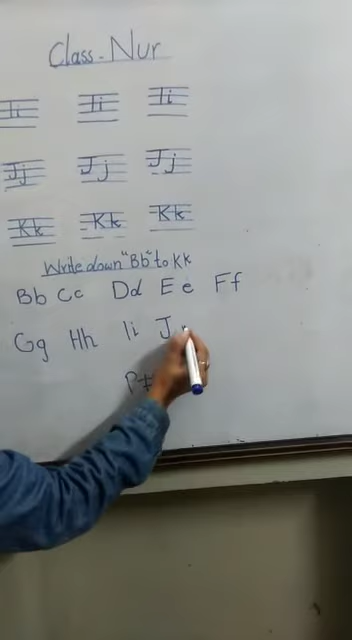 Class - Nur
Ii Ii Ii
Jj Jj Jj
Kk Kk Kk
Write down "Bb" to Kk
Bb Cc Dd Ee Ff
Gg Hh Ii J